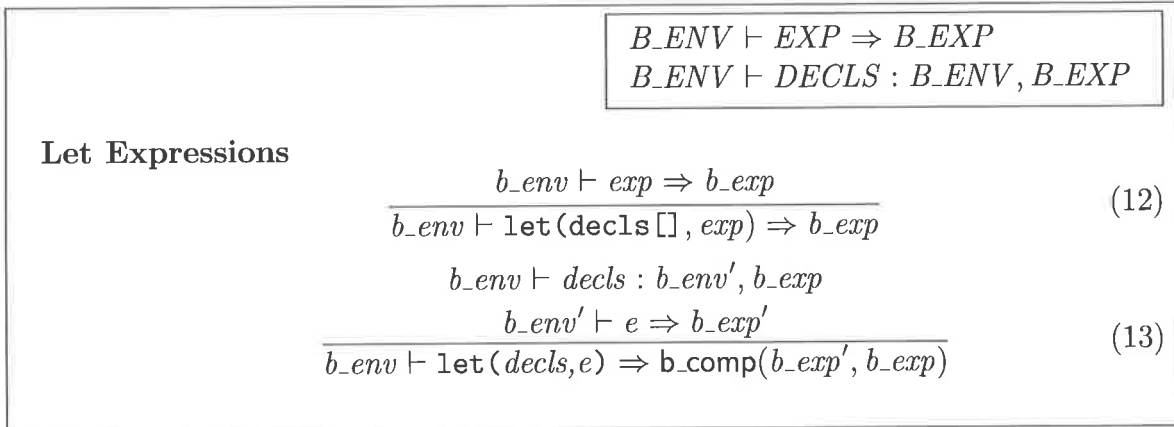 B_ENV ⊢ EXP ⇒ B_EXP
B_ENV ⊢ DECLS : B_ENV, B_EXP
Let Expressions
b_env ⊢ exp ⇒ b_exp
b_env ⊢ let(decls[], exp) ⇒ b_exp (12)
b_env ⊢ decls : b_env′, b_exp
b_env′ ⊢ e ⇒ b_exp′
b_env ⊢ let(decls,e) ⇒ b_comp(b_exp′, b_exp) (13)